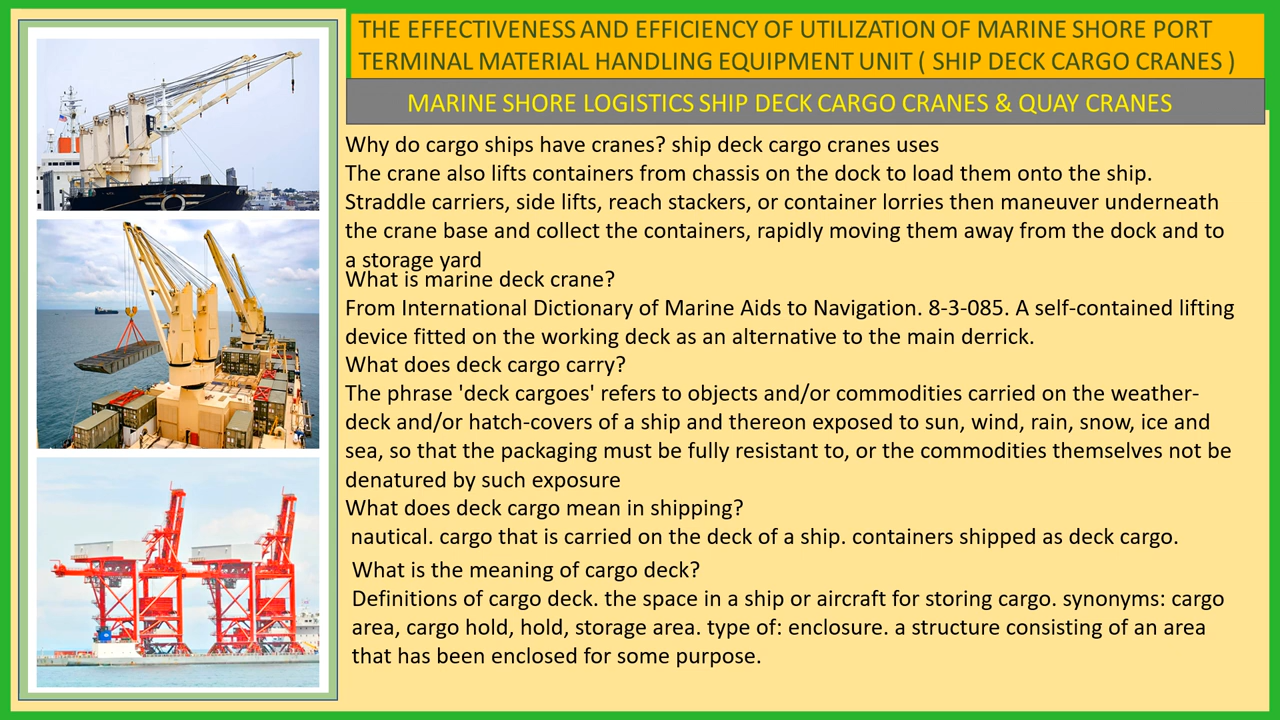 THE EFFECTIVENESS AND EFFICIENCY OF UTILIZATION OF MARINE SHORE PORT
TERMINAL MATERIAL HANDLING EQUIPMENT UNIT ( SHIP DECK CARGO CRANES )
MARINE SHORE LOGISTICS SHIP DECK CARGO CRANES & QUAY CRANES
Why do cargo ships have cranes? ship deck cargo cranes uses
The crane also lifts containers from chassis on the dock to load them onto the ship.
Straddle carriers, side lifts, reach stackers, or container lorries then maneuver underneath
the crane base and collect the containers, rapidly moving them away from the dock and to
a storage yard
What is marine deck crane?
From International Dictionary of Marine Aids to Navigation. 8-3-085. A self-contained lifting
device fitted on the working deck as an alternative to the main derrick.
What does deck cargo carry?
The phrase 'deck cargoes' refers to objects and/or commodities carried on the weather-
deck and/or hatch-covers of a ship and thereon exposed to sun, wind, rain, snow, ice and
sea, so that the packaging must be fully resistant to, or the commodities themselves not be
denatured by such exposure
What does deck cargo mean in shipping?
nautical. cargo that is carried on the deck of a ship. containers shipped as deck cargo.
What is the meaning of cargo deck?
Definitions of cargo deck. the space in a ship or aircraft for storing cargo. synonyms: cargo
area, cargo hold, hold, storage area. type of: enclosure. a structure consisting of an area
that has been enclosed for some purpose.